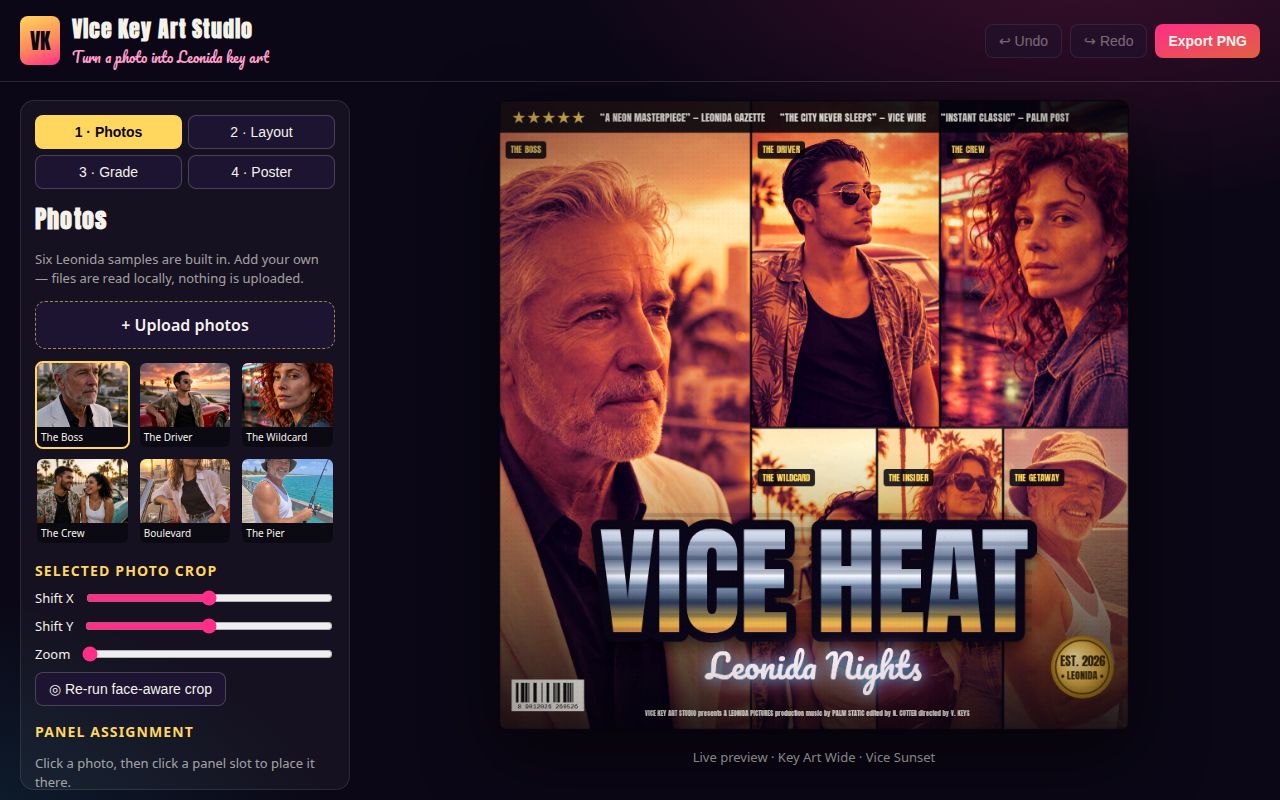 VK
Vice Key Art Studio
Turn a photo into Leonida key art
↩ Undo
↪ Redo
Export PNG
1 · Photos
2 · Layout
3 · Grade
4 · Poster
Photos
Six Leonida samples are built in. Add your own
— files are read locally, nothing is uploaded.
+ Upload photos
The Boss
The Driver
The Wildcard
The Crew
Boulevard
The Pier
SELECTED PHOTO CROP
Shift X
Shift Y
Zoom
◎ Re-run face-aware crop
PANEL ASSIGNMENT
Click a photo, then click a panel slot to place it
there.
★★★★★ “A NEON MASTERPIECE” — LEONIDA GAZETTE “THE CITY NEVER SLEEPS” — VICE WIRE “INSTANT CLASSIC” — PALM POST
THE BOSS
THE DRIVER
THE CREW
THE WILDCARD
THE INSIDER
THE GETAWAY
VICE HEAT
Leonida Nights
EST. 2026
• LEONIDA •
8 9012026 260526
VICE KEY ART STUDIO presents A LEONIDA PICTURES production music by PALM STATIC edited by N. COTTER directed by V. KEYS
Live preview · Key Art Wide · Vice Sunset